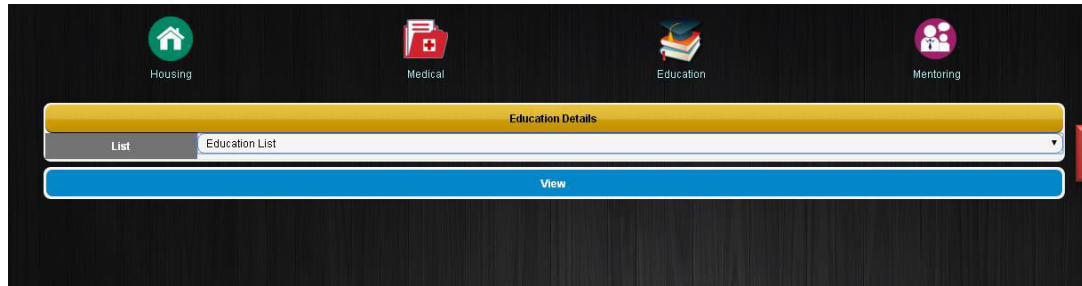 Housing
Medical
Education
Mentoring
Education Details
List
Education List
View